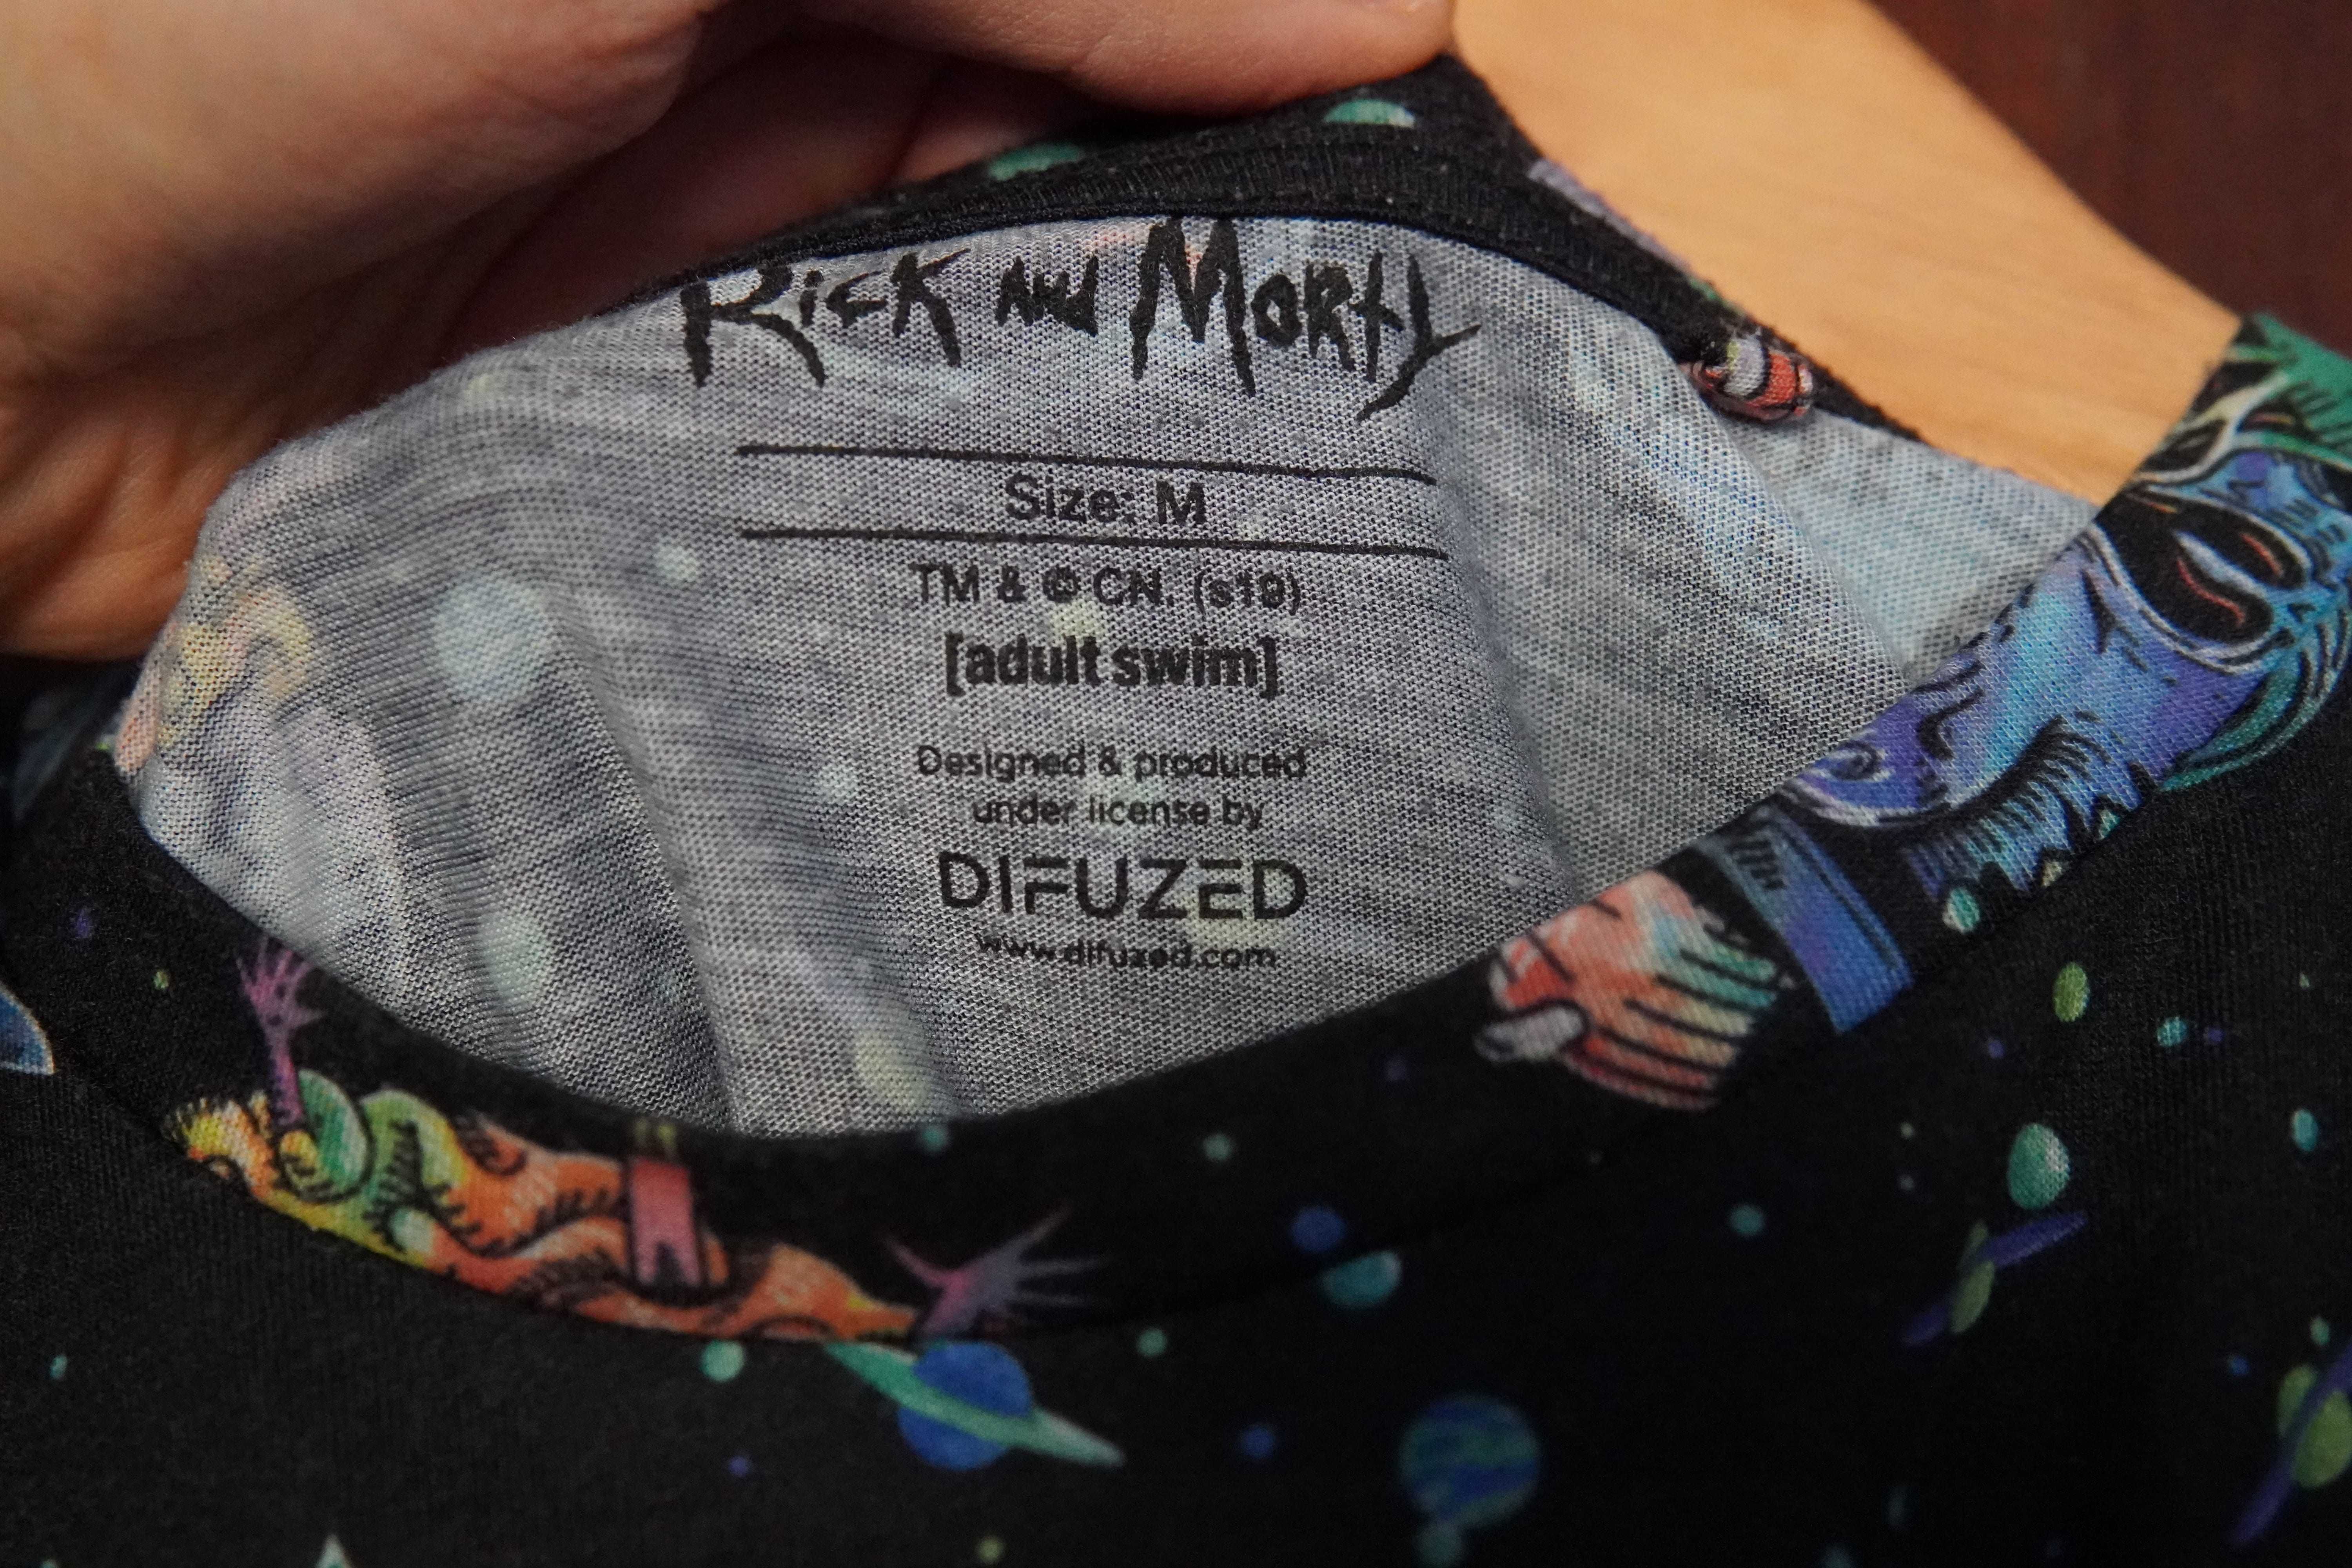 Rick and Morty
Size: M
TM & © CN. (s19)
[adult swim]
Designed & produced
under license by
DIFUZED
www.difuzed.com